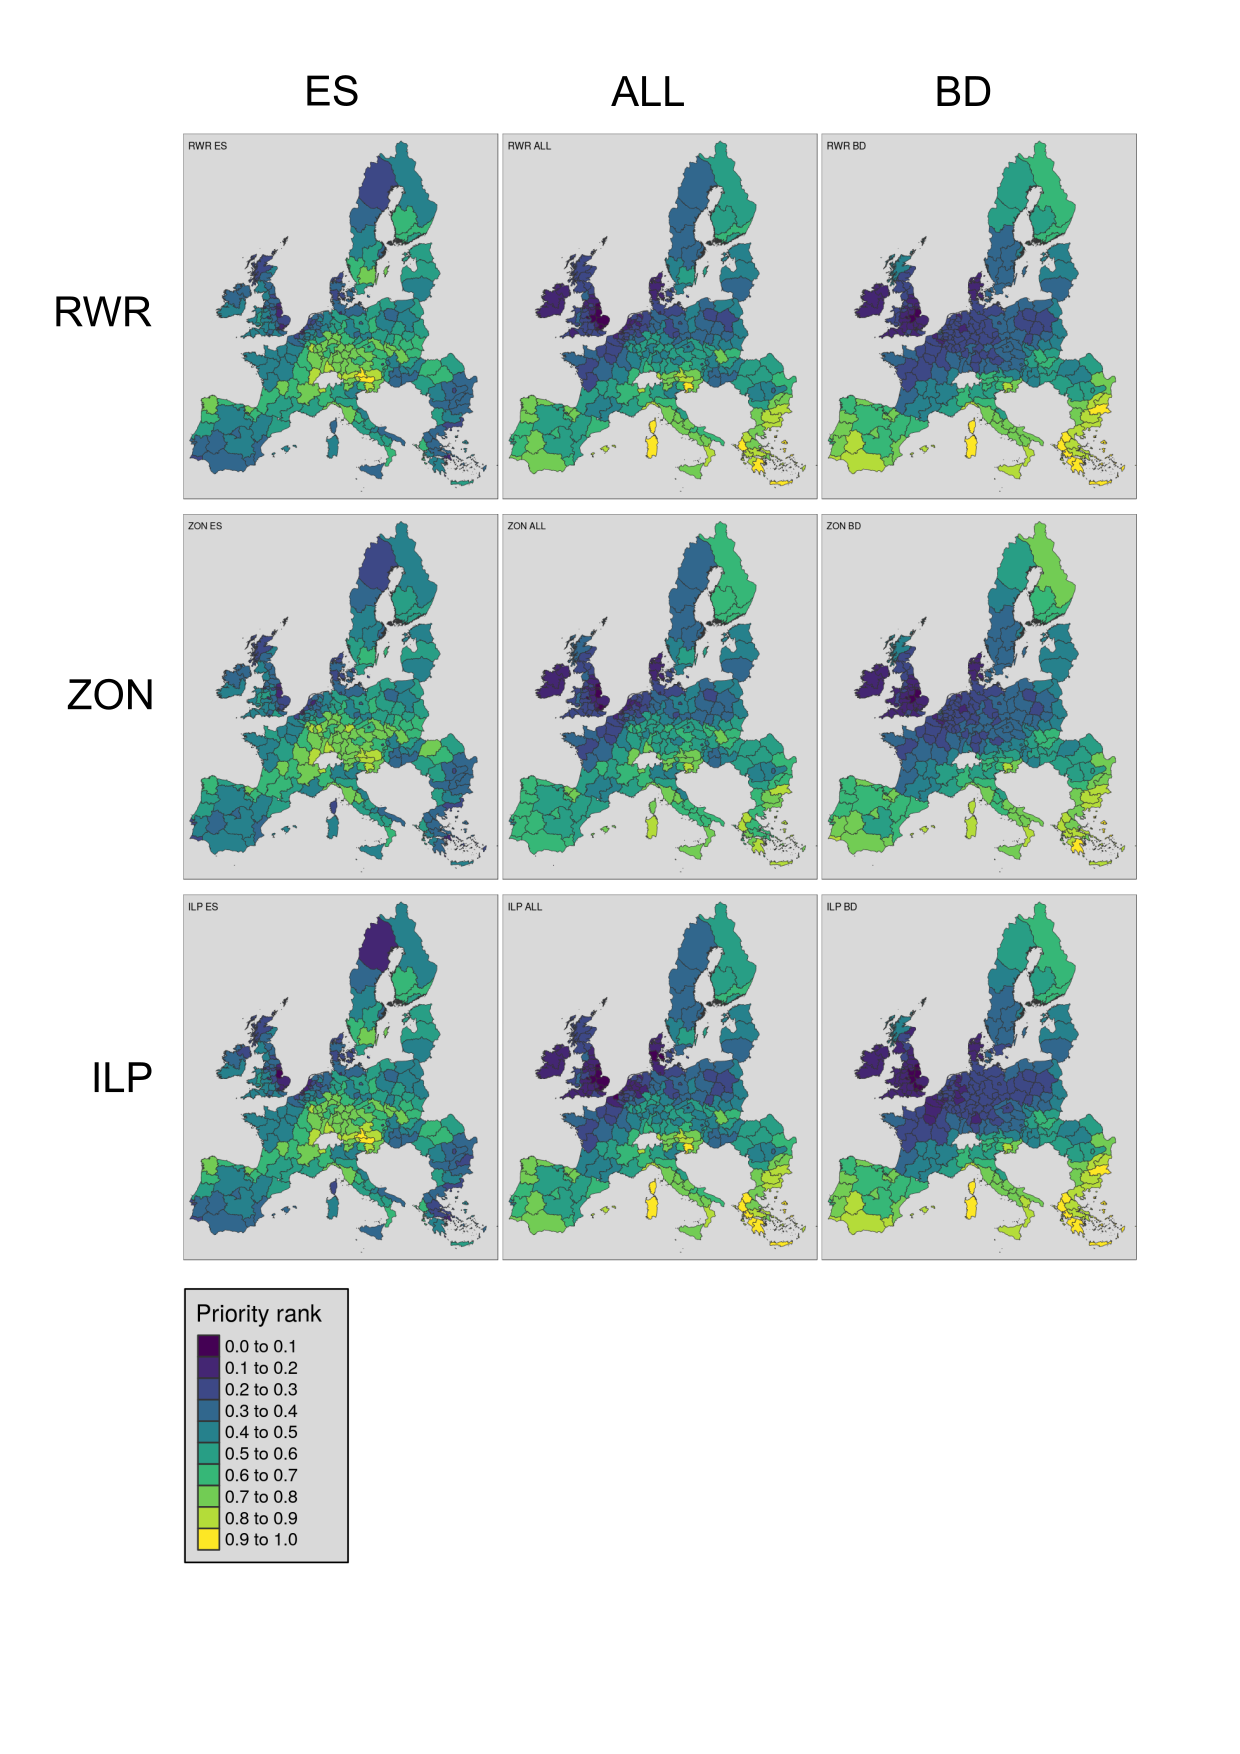 ES ALL BD
RWR
RWR ES
RWR ALL
RWR BD
ZON
ZON ES
ZON ALL
ZON BD
ILP
ILP ES
ILP ALL
ILP BD
Priority rank
0.0 to 0.1
0.1 to 0.2
0.2 to 0.3
0.3 to 0.4
0.4 to 0.5
0.5 to 0.6
0.6 to 0.7
0.7 to 0.8
0.8 to 0.9
0.9 to 1.0